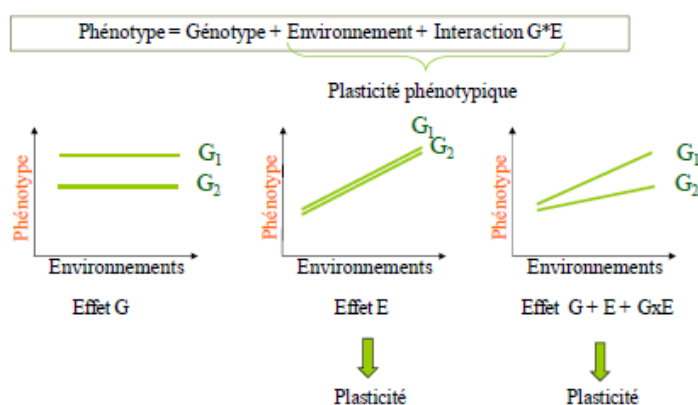 Phénotype = Génotype + Environnement + Interaction G*E
Plasticité phénotypique
Phénotype
G1
G2
Environnements
Effet G
Phénotype
G1
G2
Environnements
Effet E
Plasticité
Phénotype
G1
G2
Environnements
Effet G + E + GxE
Plasticité